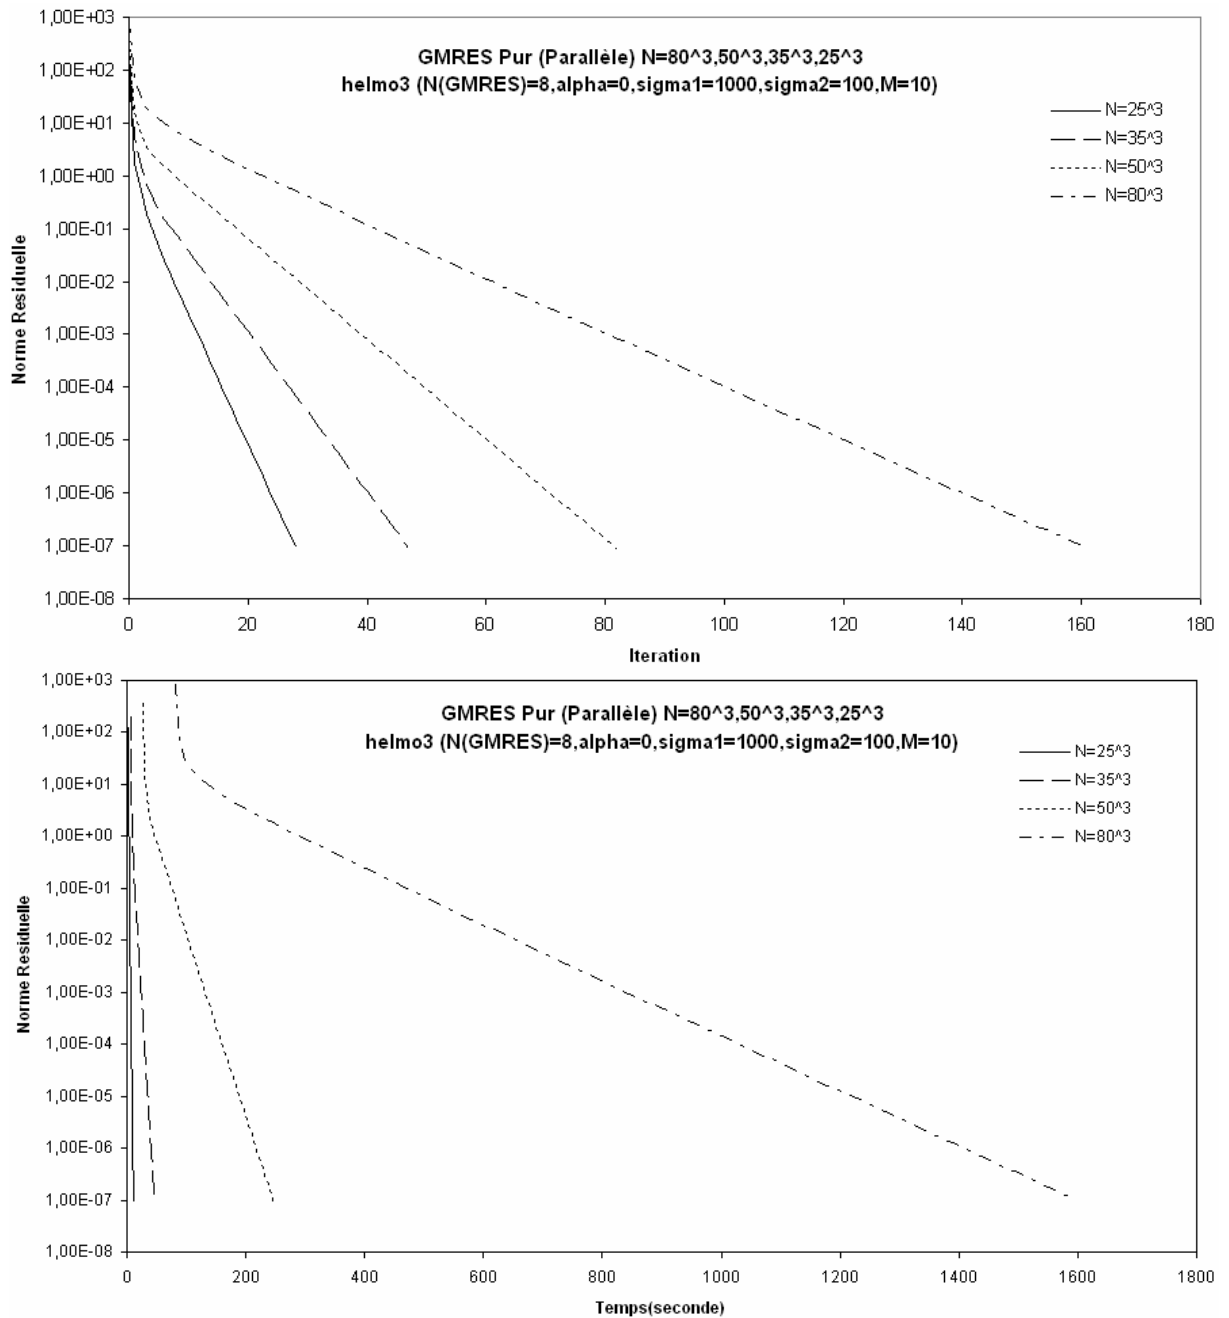 GMRES Pur (Parallèle) N=80^3,50^3,35^3,25^3
helmo3 (N(GMRES)=8,alpha=0,sigma1=1000,sigma2=100,M=10)
N=25^3
N=35^3
N=50^3
N=80^3
Norme Residuelle
1,00E+03
1,00E+02
1,00E+01
1,00E+00
1,00E-01
1,00E-02
1,00E-03
1,00E-04
1,00E-05
1,00E-06
1,00E-07
1,00E-08
0 20 40 60 80 100 120 140 160 180
Iteration
GMRES Pur (Parallèle) N=80^3,50^3,35^3,25^3
helmo3 (N(GMRES)=8,alpha=0,sigma1=1000,sigma2=100,M=10)
N=25^3
N=35^3
N=50^3
N=80^3
Norme Residuelle
1,00E+03
1,00E+02
1,00E+01
1,00E+00
1,00E-01
1,00E-02
1,00E-03
1,00E-04
1,00E-05
1,00E-06
1,00E-07
1,00E-08
0 200 400 600 800 1000 1200 1400 1600 1800
Temps(seconde)